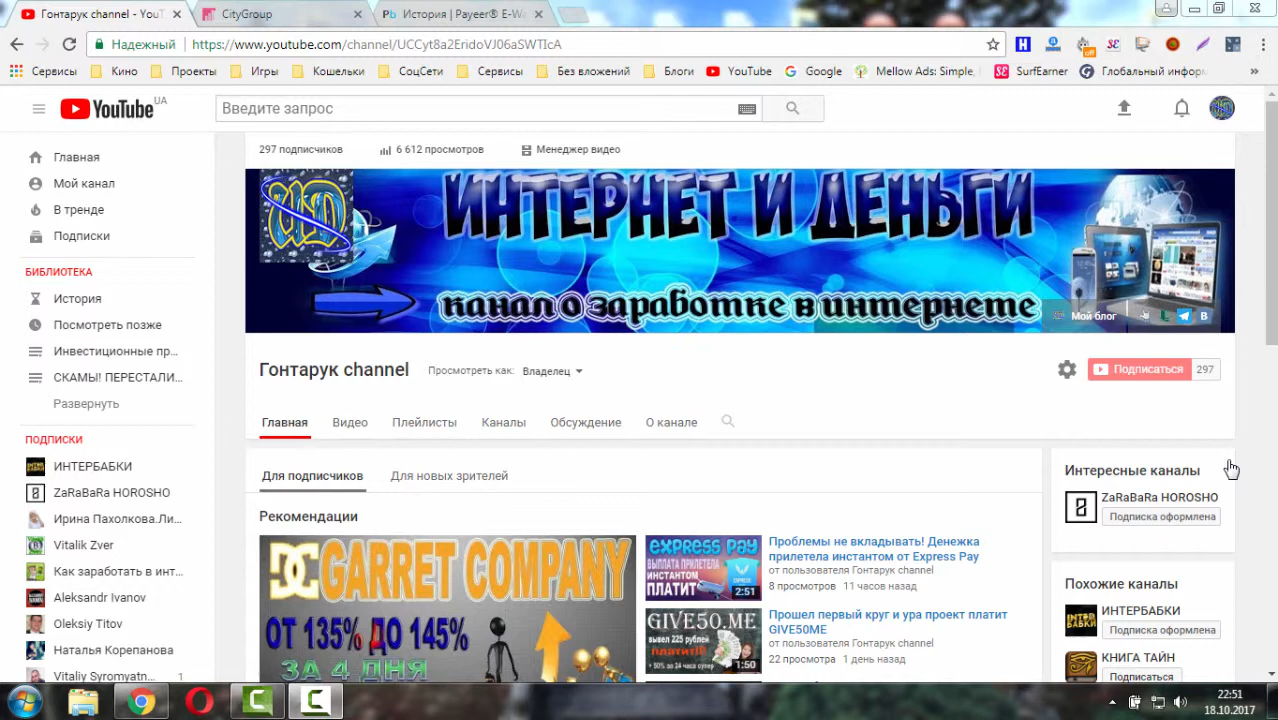 Гонтарук channel - YouT
CityGroup
История | Payeer® E-Wa
Надежный
https://www.youtube.com/channel/UCCyt8a2EridoVJ06aSWTIcA
Сервисы
Кино
Проекты
Игры
Кошельки
СоцСети
Сервисы
Без вложений
Блоги
YouTube
Google
Mellow Ads: Simple,
SurfEarner
Глобальный инфор
YouTube UA
Введите запрос
Главная
Мой канал
В тренде
Подписки
БИБЛИОТЕКА
История
Посмотреть позже
Инвестиционные пр...
СКАМЫ! ПЕРЕСТАЛИ...
Развернуть
ПОДПИСКИ
ИНТЕРБАБКИ
ZaRaBaRa HOROSHO
Ирина Пахолкова.Ли...
Vitalik Zver
Как заработать в инт...
Aleksandr Ivanov
Oleksiy Titov
Наталья Корепанова
Vitaliy Syromyatn... 1
297 подписчиков
6 612 просмотров
Менеджер видео
ИНТЕРНЕТ И ДЕНЬГИ
канал о заработке в интернете
Мой блог
Гонтарук channel
Просмотреть как: Владелец
Подписаться 297
Главная
Видео
Плейлисты
Каналы
Обсуждение
О канале
Для подписчиков
Для новых зрителей
Рекомендации
GARRET COMPANY
ОТ 135% ДО 145%
ЗА 4 ДНЯ
EXPRESS PAY
ВЫПЛАТА ПРИЛЕТЕЛА
ИНСТАНТОМ
ПЛАТИТ
2:51
Проблемы не вкладывать! Денежка
прилетела инстантом от Express Pay
от пользователя Гонтарук channel
8 просмотров 11 часов назад
GIVE50.ME
вывел 225 рублей
ПЛАТИТ!!!
+ 50% за 24 часа супер
1:50
Прошел первый круг и ура проект платит
GIVE50ME
от пользователя Гонтарук channel
22 просмотра 1 день назад
Интересные каналы
ZaRaBaRa HOROSHO
Подписка оформлена
Похожие каналы
ИНТЕРБАБКИ
Подписка оформлена
КНИГА ТАЙН
Подписаться
22:51
18.10.2017